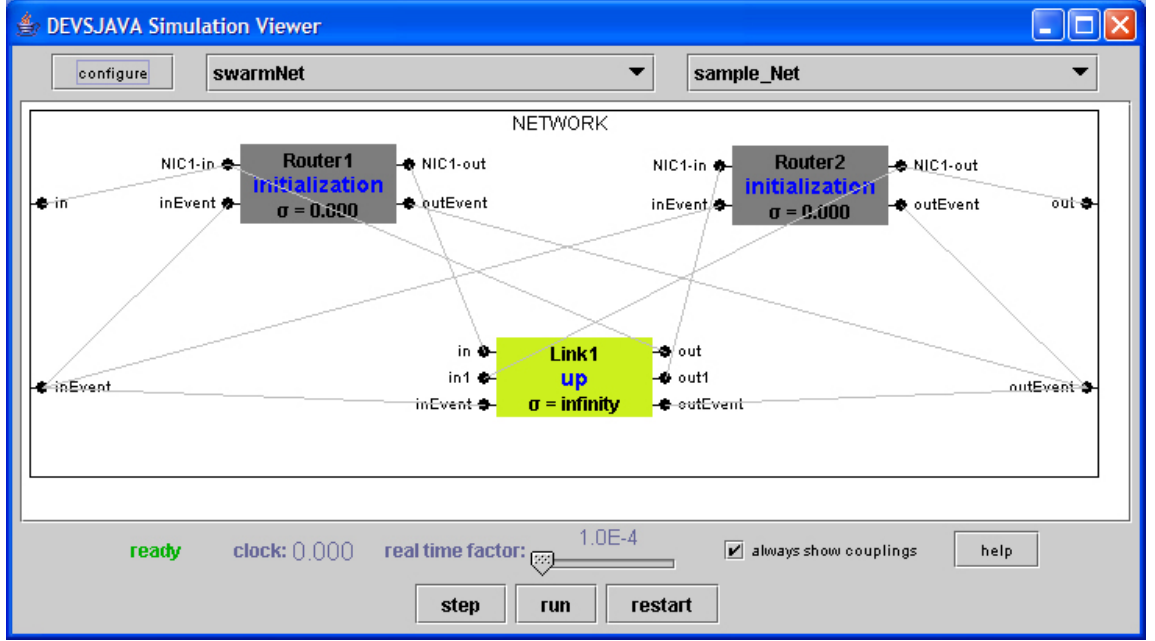 DEVSJAVA Simulation Viewer
configure swarmNet sample_Net
NETWORK
NIC1-in Router1 NIC1-out NIC1-in Router2 NIC1-out
initialization initialization
in inEvent σ = 0.000 outEvent inEvent σ = 0.000 outEvent out
in Link1 out
in1 up out1
inEvent outEvent
inEvent σ = infinity outEvent
1.0E-4
ready clock: 0.000 real time factor: always show couplings help
step run restart